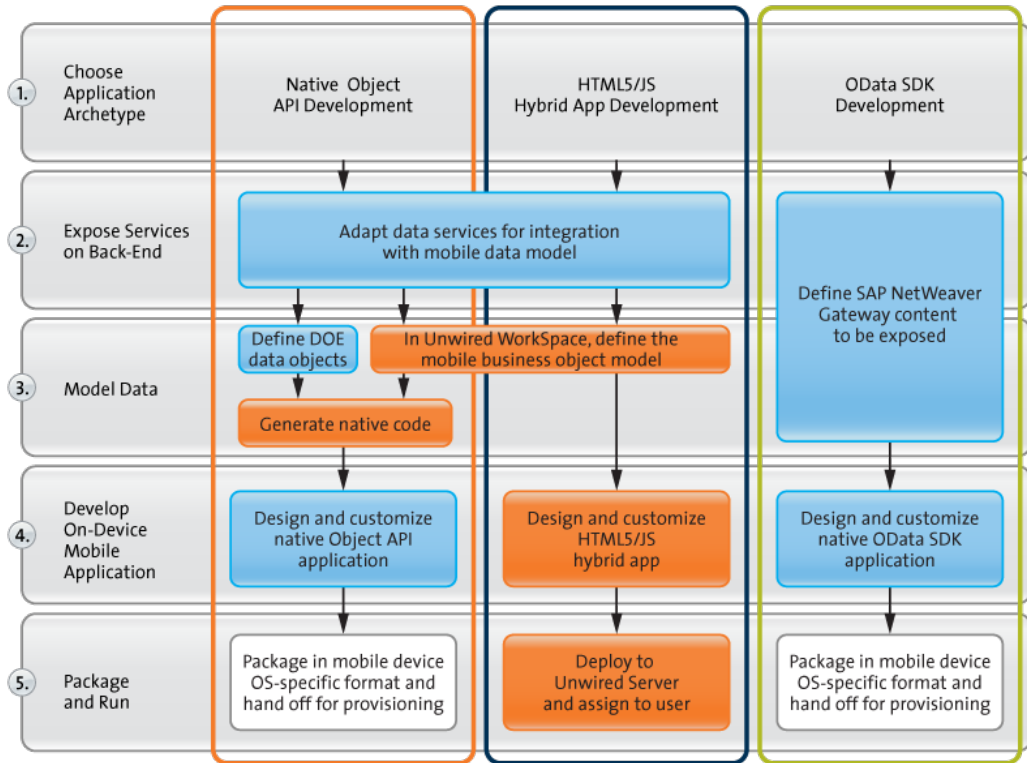 1.
Choose
Application
Archetype
Native Object
API Development
HTML5/JS
Hybrid App Development
OData SDK
Development
2.
Expose Services
on Back-End
Adapt data services for integration
with mobile data model
Define SAP NetWeaver
Gateway content
to be exposed
3.
Model Data
Define DOE
data objects
In Unwired WorkSpace, define the
mobile business object model
Generate native code
4.
Develop
On-Device
Mobile
Application
Design and customize
native Object API
application
Design and customize
HTML5/JS
hybrid app
Design and customize
native OData SDK
application
5.
Package
and Run
Package in mobile device
OS-specific format and
hand off for provisioning
Deploy to
Unwired Server
and assign to user
Package in mobile device
OS-specific format and
hand off for provisioning